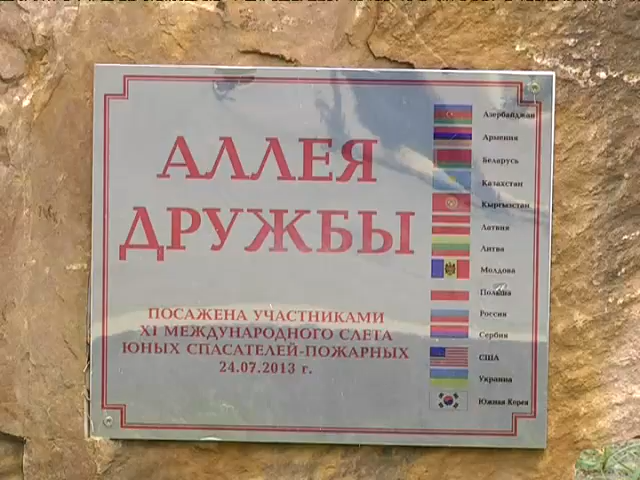 АЛЛЕЯ
ДРУЖБЫ
ПОСАЖЕНА УЧАСТНИКАМИ
XI МЕЖДУНАРОДНОГО СЛЕТА
ЮНЫХ СПАСАТЕЛЕЙ-ПОЖАРНЫХ
24.07.2013 г.
Азербайджан
Армения
Беларусь
Казахстан
Кыргызстан
Латвия
Литва
Молдова
Польша
Россия
Сербия
США
Украина
Южная Корея